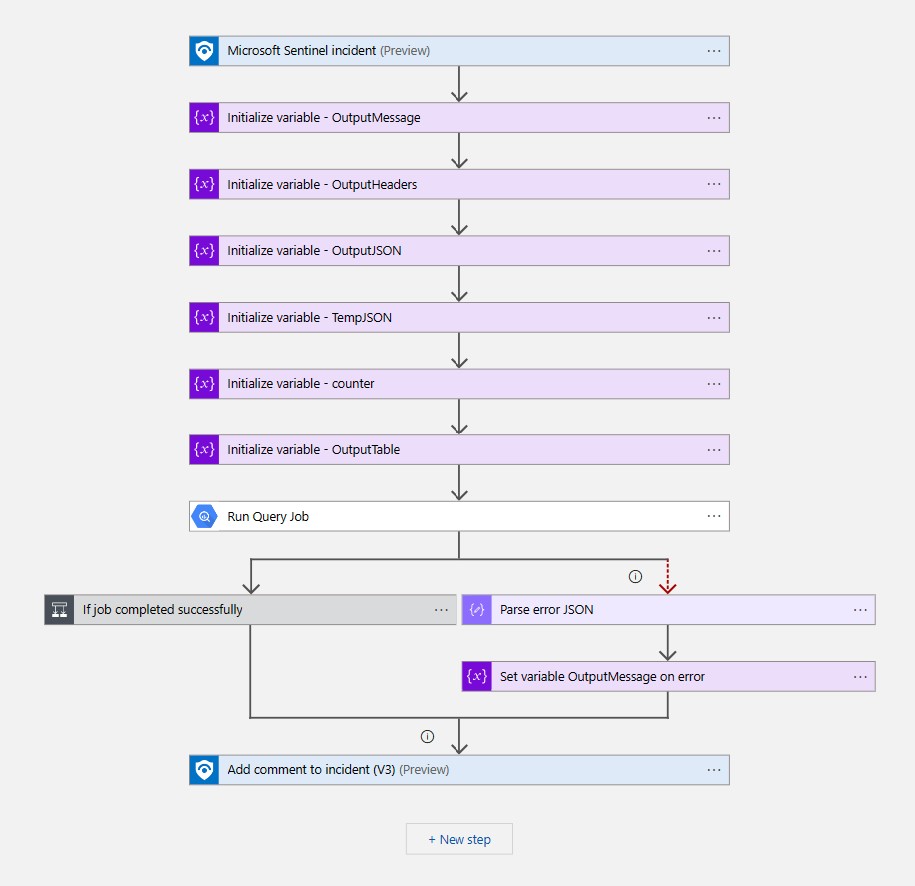 Microsoft Sentinel incident (Preview) ...
{x} Initialize variable - OutputMessage ...
{x} Initialize variable - OutputHeaders ...
{x} Initialize variable - OutputJSON ...
{x} Initialize variable - TempJSON ...
{x} Initialize variable - counter ...
{x} Initialize variable - OutputTable ...
Run Query Job ...
If job completed successfully ...
Parse error JSON ...
{x} Set variable OutputMessage on error ...
Add comment to incident (V3) (Preview) ...
+ New step